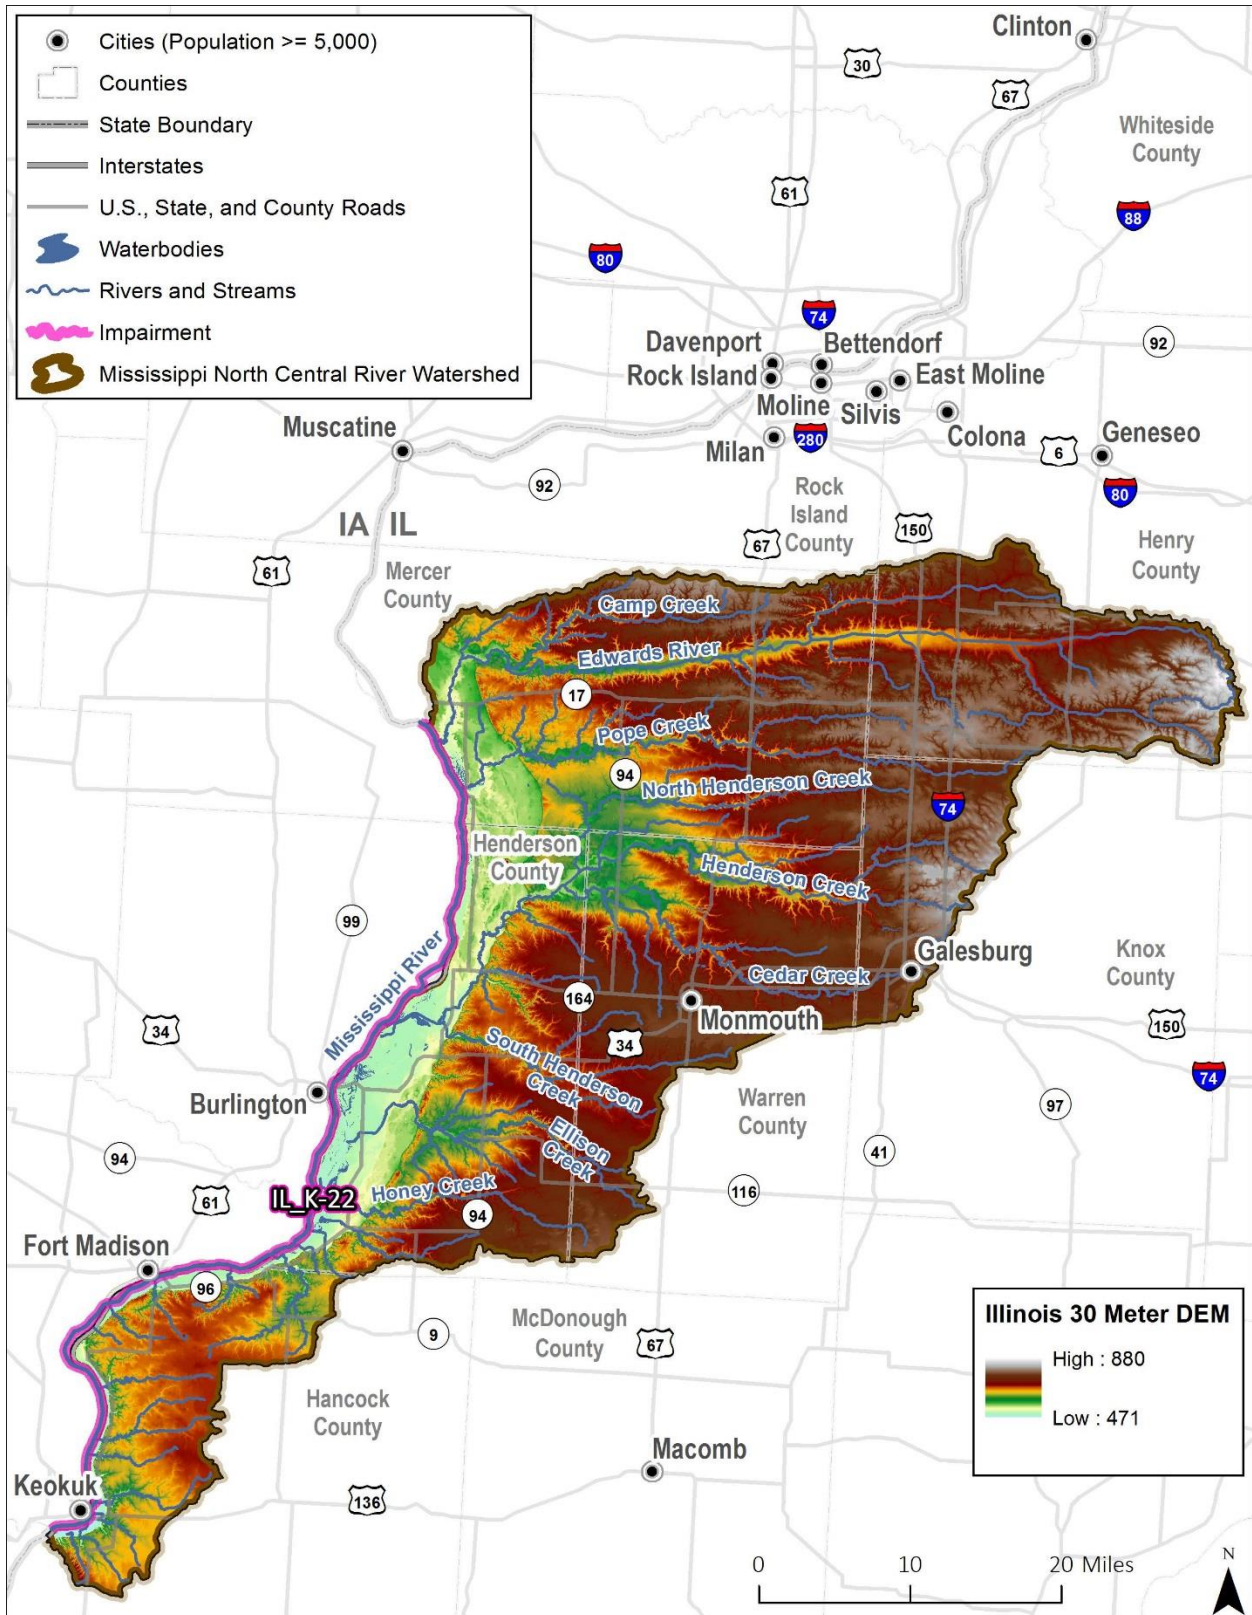 Cities (Population >= 5,000)
Counties
State Boundary
Interstates
U.S., State, and County Roads
Waterbodies
Rivers and Streams
Impairment
Mississippi North Central River Watershed
Clinton
30
67
Whiteside
County
61
88
80
74
92
Davenport
Bettendorf
Rock Island
East Moline
Moline
Silvis
Muscatine
Milan
280
Colona
6
Geneseo
92
80
Rock
Island
County
IA IL
150
67
Henry
County
61
Mercer
County
Camp Creek
Edwards River
17
Pope Creek
94
North Henderson Creek
74
Henderson
County
Henderson Creek
99
Mississippi River
Galesburg
Knox
County
Cedar Creek
164
Monmouth
34
34
150
South Henderson
Creek
74
Burlington
Warren
County
97
Ellison
Creek
94
41
116
61
IL_K-22
Honey Creek
94
Fort Madison
96
McDonough
County
9
67
Illinois 30 Meter DEM
High : 880
Low : 471
Hancock
County
Macomb
Keokuk
136
0
10
20 Miles
N